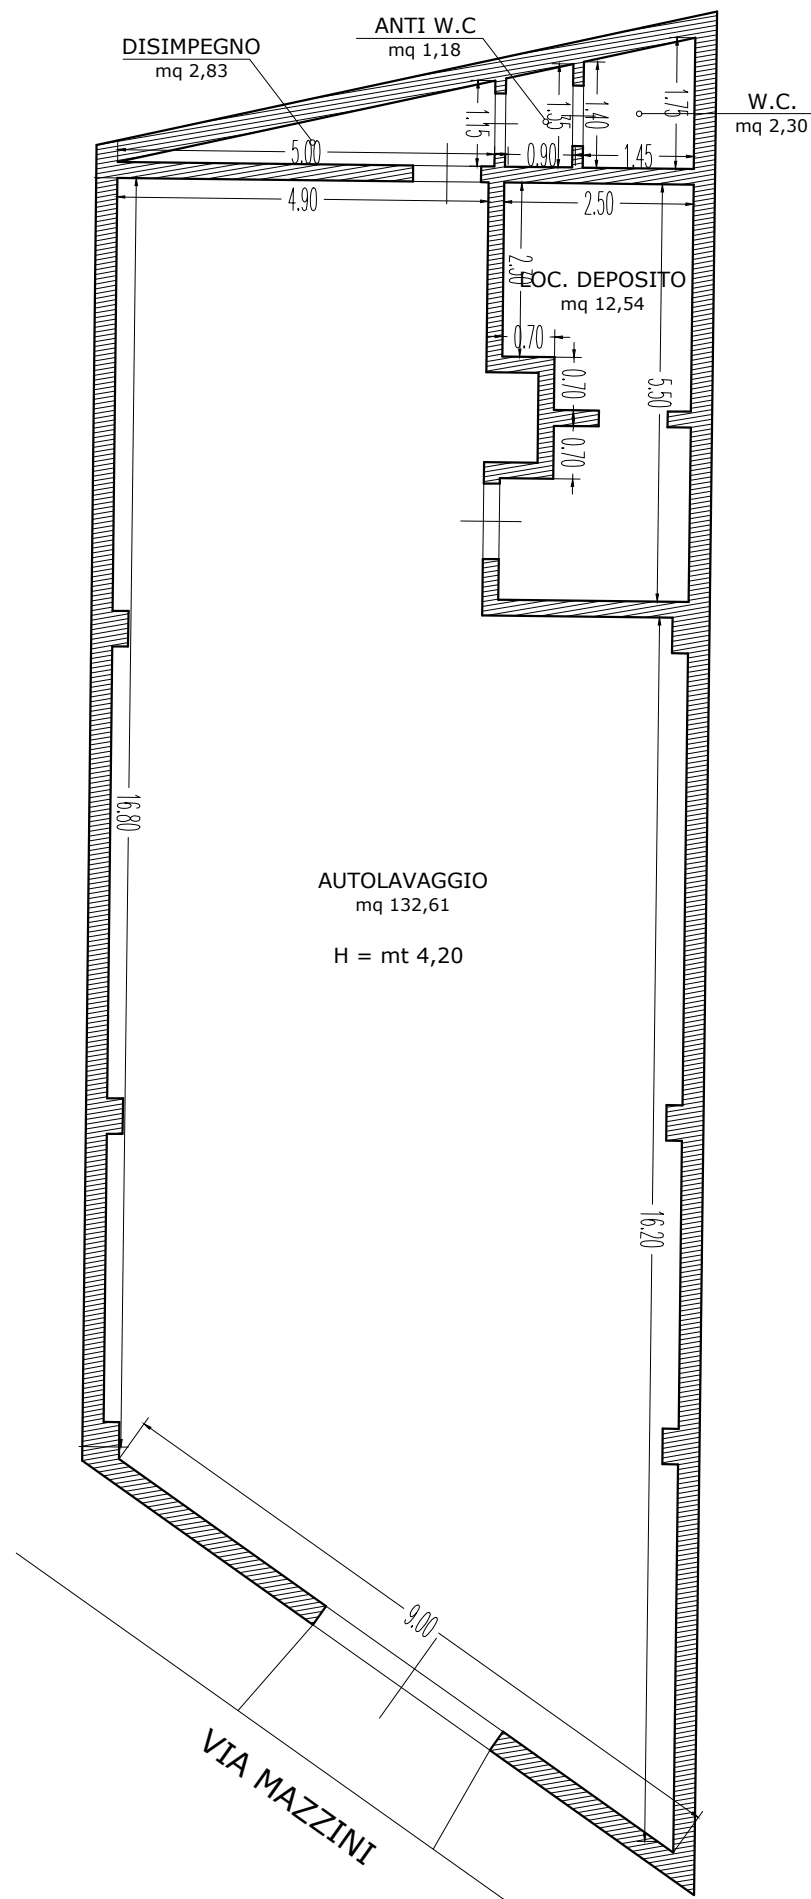 ANTI W.C
mq 1,18
DISIMPEGNO
mq 2,83
W.C.
mq 2,30
1.15
1.35
1.40
1.75
5.00
0.90
1.45
4.90
2.50
2.30
LOC. DEPOSITO
mq 12,54
0.70
0.70
5.50
0.70
16.80
AUTOLAVAGGIO
mq 132,61
H = mt 4,20
16.20
9.00
VIA MAZZINI